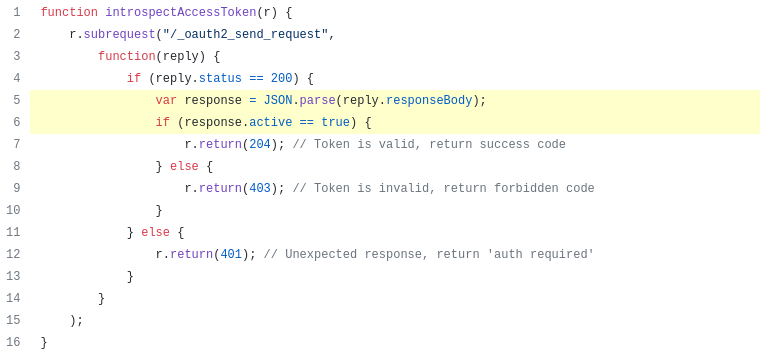 1 function introspectAccessToken(r) {
2     r.subrequest("/_oauth2_send_request",
3         function(reply) {
4             if (reply.status == 200) {
5                 var response = JSON.parse(reply.responseBody);
6                 if (response.active == true) {
7                     r.return(204); // Token is valid, return success code
8                 } else {
9                     r.return(403); // Token is invalid, return forbidden code
10                 }
11             } else {
12                 r.return(401); // Unexpected response, return 'auth required'
13             }
14         }
15     );
16 }